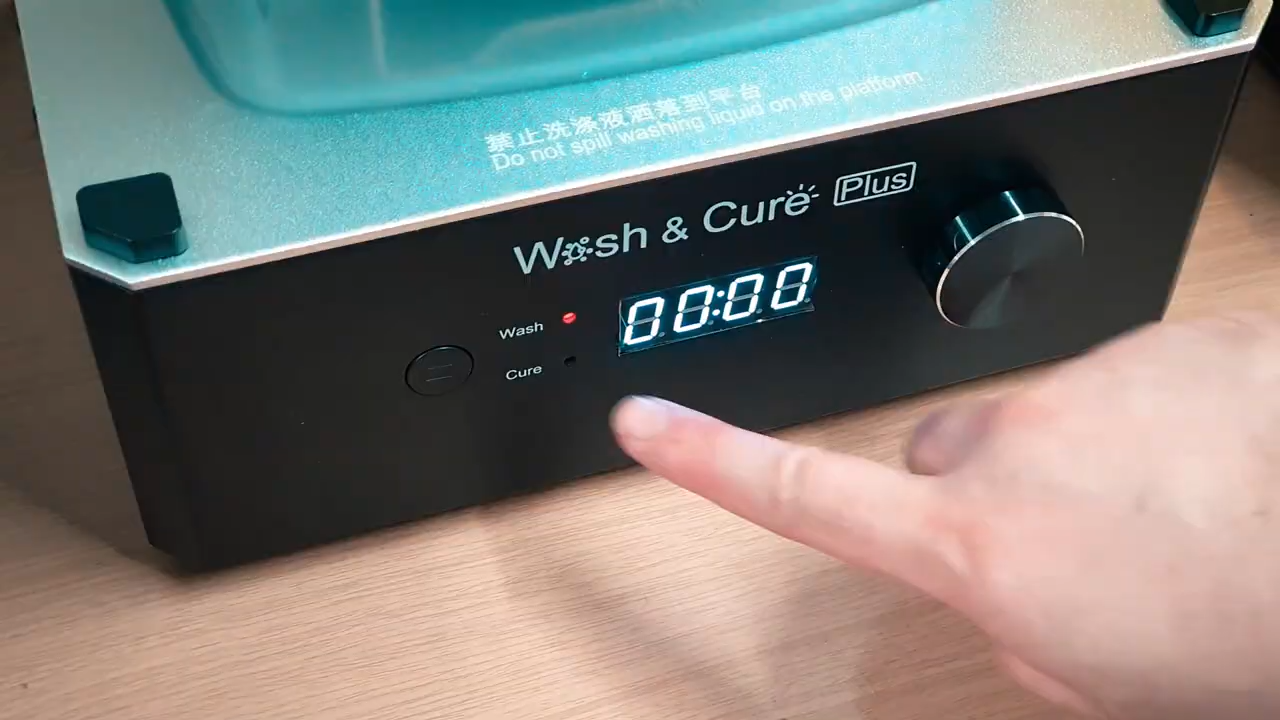 禁止洗涤液洒落到平台
Do not spill washing liquid on the platform
Wash & Cure Plus
Wash
00:00
Cure